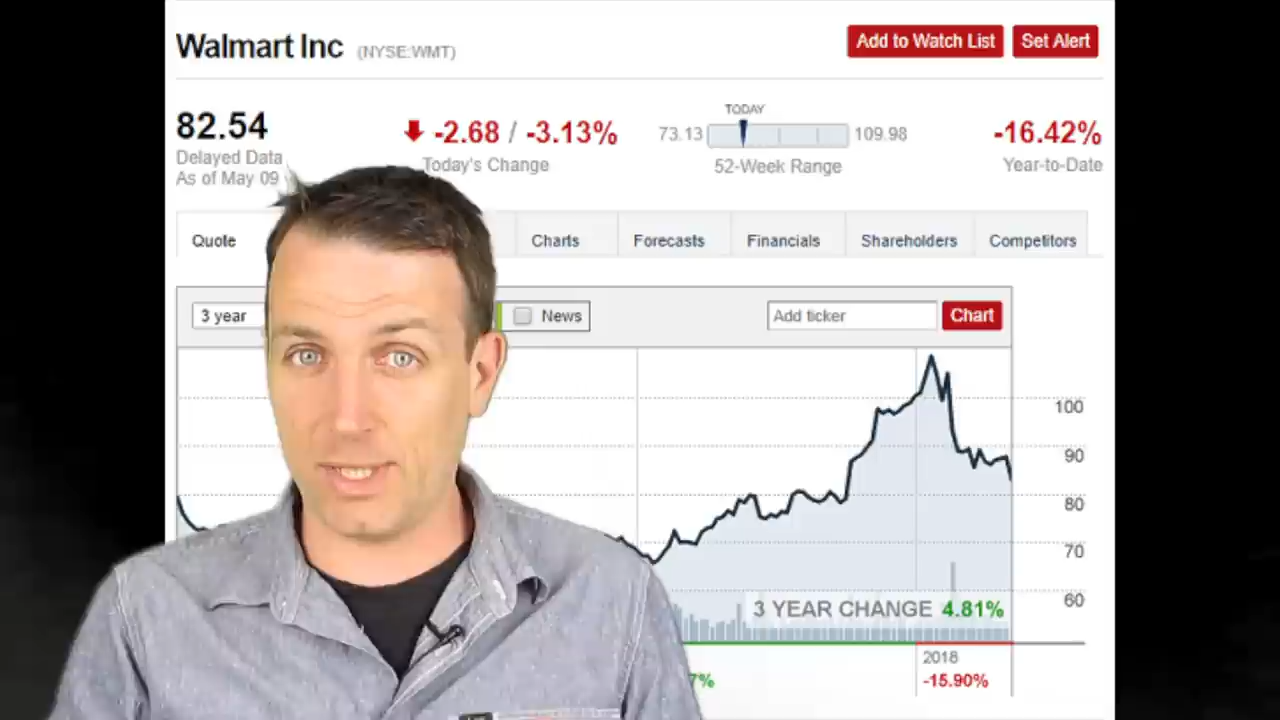 Walmart Inc (NYSE:WMT)
Add to Watch List
Set Alert
82.54
Delayed Data
As of May 09
-2.68 / -3.13%
Today's Change
TODAY
73.13
109.98
52-Week Range
-16.42%
Year-to-Date
Quote
Charts
Forecasts
Financials
Shareholders
Competitors
3 year
News
Add ticker
Chart
100
90
80
70
60
3 YEAR CHANGE 4.81%
2018
7%
-15.90%